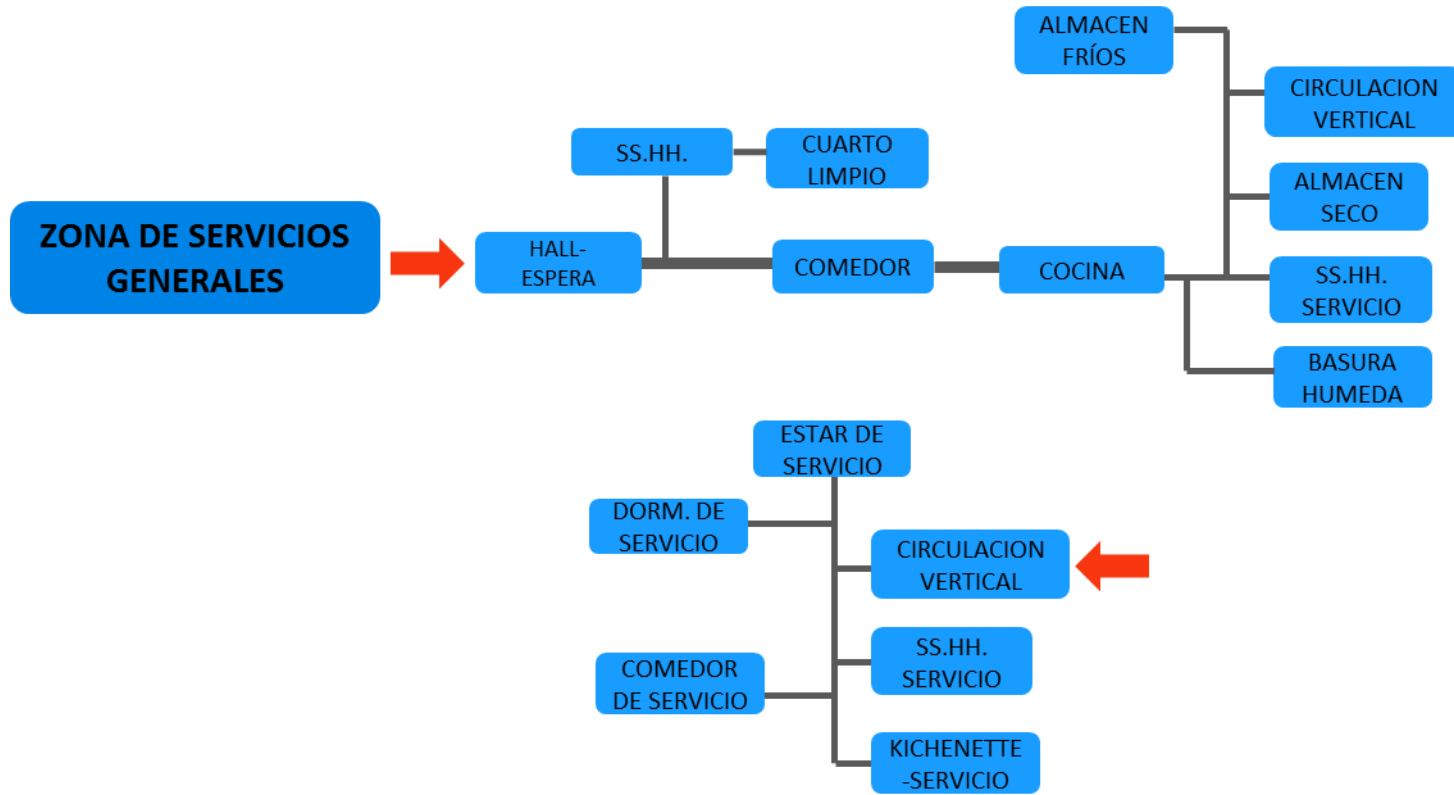 ALMACEN
FRÍOS
CIRCULACION
VERTICAL
SS.HH.
CUARTO
LIMPIO
ALMACEN
SECO
ZONA DE SERVICIOS
GENERALES
HALL-
ESPERA
COMEDOR
COCINA
SS.HH.
SERVICIO
BASURA
HUMEDA
ESTAR DE
SERVICIO
DORM. DE
SERVICIO
CIRCULACION
VERTICAL
SS.HH.
SERVICIO
COMEDOR
DE SERVICIO
KICHENETTE
-SERVICIO